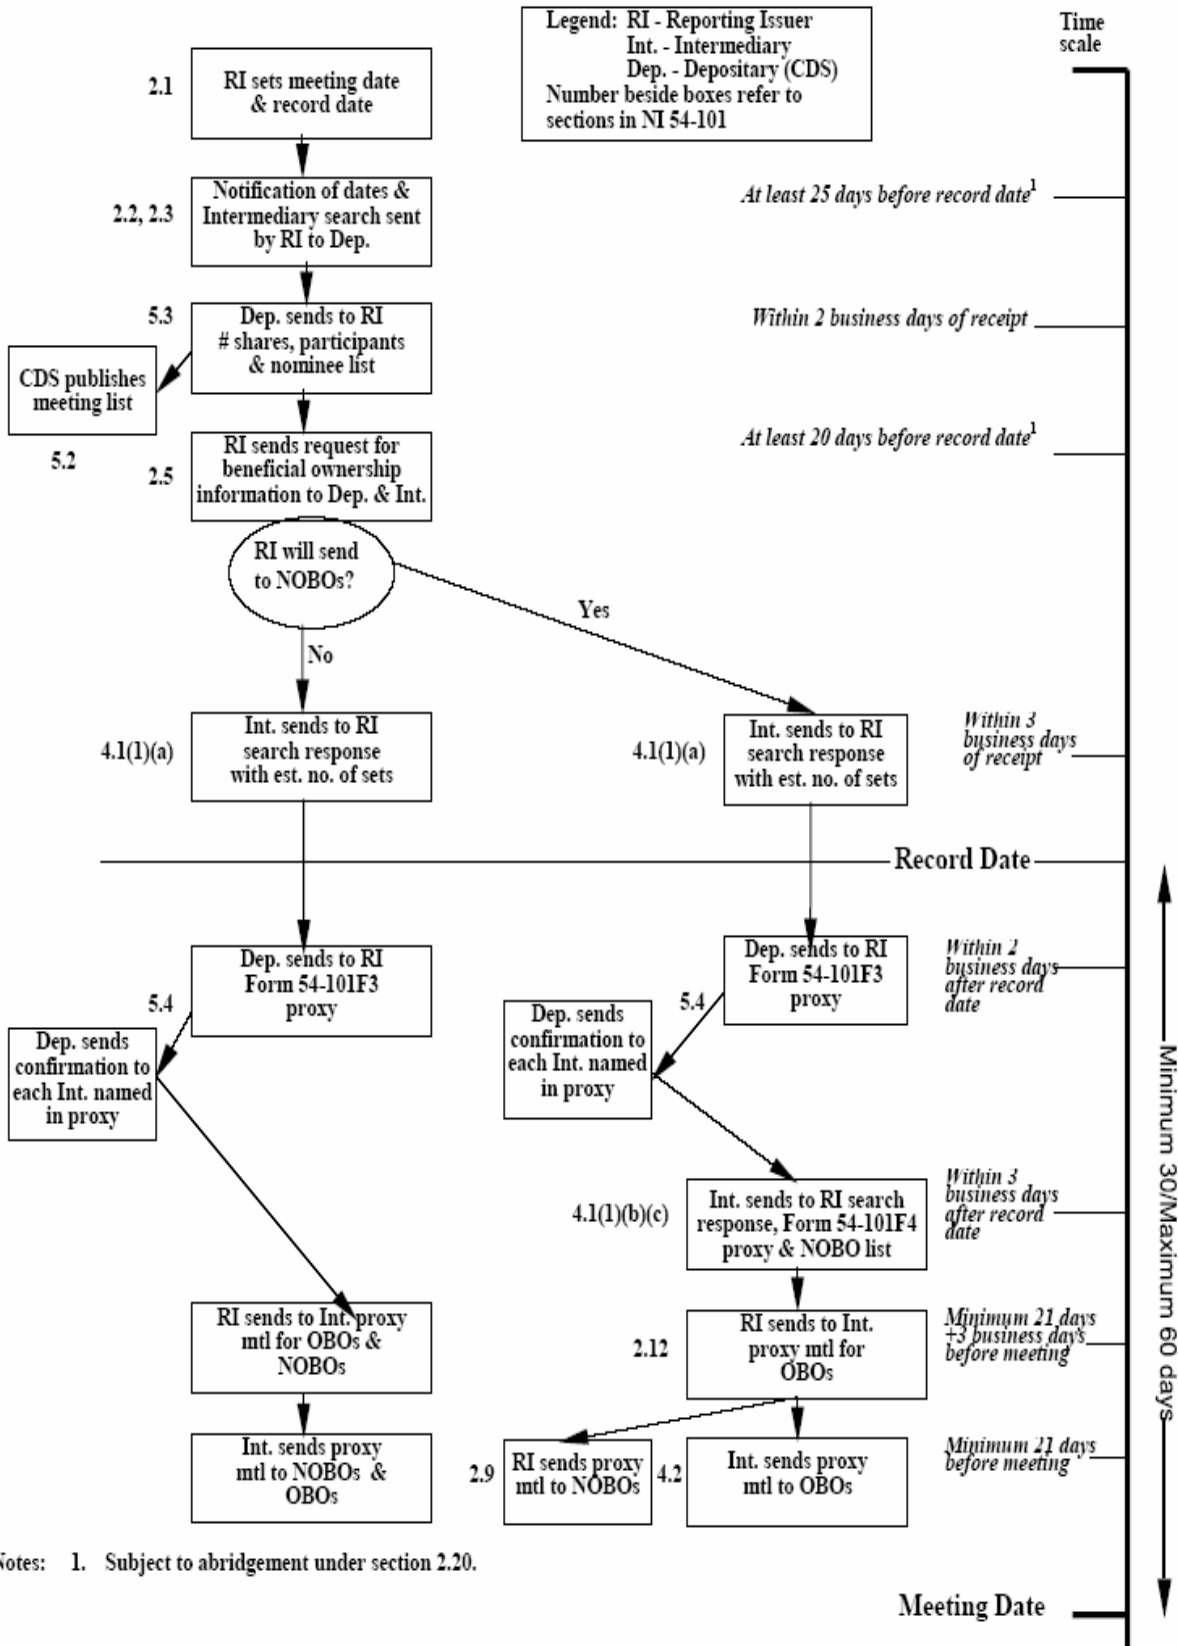 Legend: RI - Reporting Issuer
Int. - Intermediary
Dep. - Depositary (CDS)
Number beside boxes refer to
sections in NI 54-101
Time
scale
2.1
RI sets meeting date
& record date
2.2, 2.3
Notification of dates &
Intermediary search sent
by RI to Dep.
At least 25 days before record date1
5.3
Dep. sends to RI
# shares, participants
& nominee list
Within 2 business days of receipt
CDS publishes
meeting list
5.2
2.5
RI sends request for
beneficial ownership
information to Dep. & Int.
At least 20 days before record date1
RI will send
to NOBOs?
Yes
No
4.1(1)(a)
Int. sends to RI
search response
with est. no. of sets
4.1(1)(a)
Int. sends to RI
search response
with est. no. of sets
Within 3
business days
of receipt
Record Date
Dep. sends to RI
Form 54-101F3
proxy
5.4
Dep. sends
confirmation to
each Int. named
in proxy
Dep. sends to RI
Form 54-101F3
proxy
5.4
Dep. sends
confirmation to
each Int. named
in proxy
Within 2
business days
after record
date
4.1(1)(b)(c)
Int. sends to RI search
response, Form 54-101F4
proxy & NOBO list
Within 3
business days
after record
date
RI sends to Int. proxy
mtl for OBOs &
NOBOs
2.12
RI sends to Int.
proxy mtl for
OBOs
Minimum 21 days
+3 business days
before meeting
Int. sends proxy
mtl to NOBOs &
OBOs
2.9
RI sends proxy
mtl to NOBOs
4.2
Int. sends proxy
mtl to OBOs
Minimum 21 days
before meeting
Minimum 30/Maximum 60 days
Notes: 1. Subject to abridgement under section 2.20.
Meeting Date